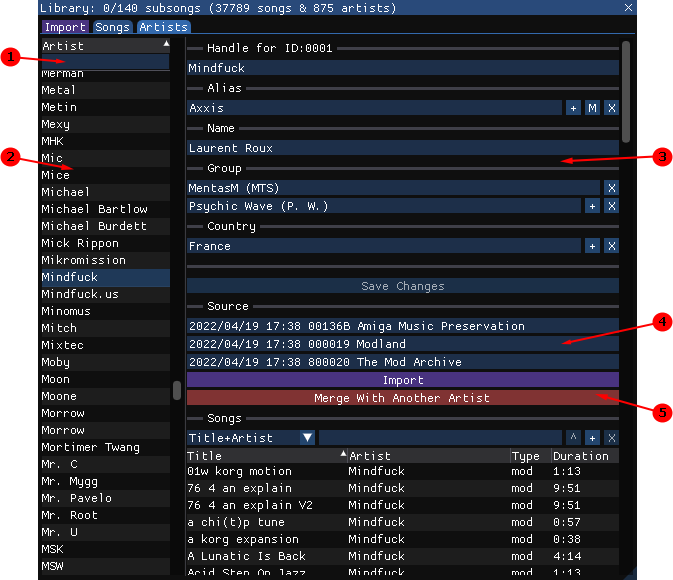 Library: 0/140 subsongs (37789 songs & 875 artists)
Import Songs Artists
Artist
Merman
Metal
Metin
Mexy
MHK
Mic
Mice
Michael
Michael Bartlow
Michael Burdett
Mick Rippon
Mikromission
Mindfuck
Mindfuck.us
Minomus
Mitch
Mixtec
Moby
Moon
Moone
Morrow
Morrow
Mortimer Twang
Mr. C
Mr. Mygg
Mr. Pavelo
Mr. Root
Mr. U
MSK
MSW
Handle for ID:0001
Mindfuck
Alias
Axxis + M X
Name
Laurent Roux
Group
MentasM (MTS) X
Psychic Wave (P. W.) + X
Country
France + X
Save Changes
Source
2022/04/19 17:38 00136B Amiga Music Preservation
2022/04/19 17:38 000019 Modland
2022/04/19 17:38 800020 The Mod Archive
Import
Merge With Another Artist
Songs
Title+Artist ^ + X
Title Artist Type Duration
01w korg motion Mindfuck mod 1:13
76 4 an explain Mindfuck mod 9:51
76 4 an explain V2 Mindfuck mod 9:51
a chi(t)p tune Mindfuck mod 0:57
a korg expansion Mindfuck mod 0:38
A Lunatic Is Back Mindfuck mod 4:14
Acid Step On Jazz Mindfuck mod 1:13
1
2
3
4
5